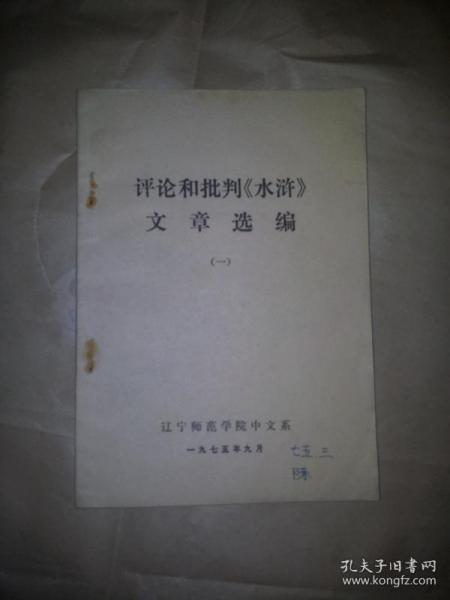 评论和批判《水浒》
文章选编
(一)
辽宁师范学院中文系
一九七五年九月
七五.三
陈
孔夫子旧书网
www.kongfz.com